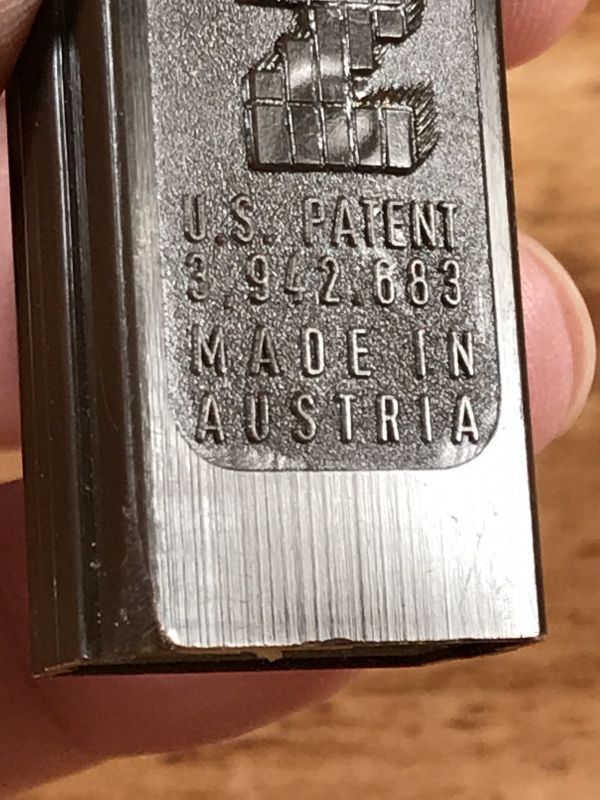 U.S. PATENT
3,942.683
MADE IN
AUSTRIA